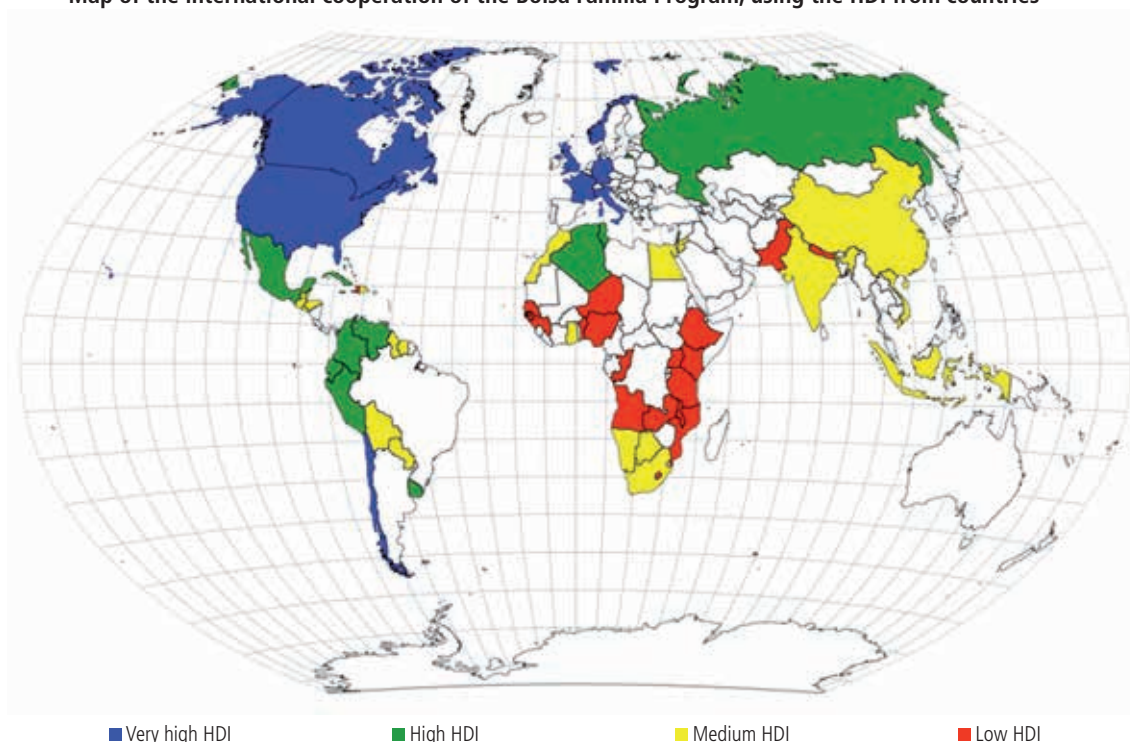 Map of the international cooperation of the Bolsa Família Program, using the HDI from countries
Very high HDI
High HDI
Medium HDI
Low HDI